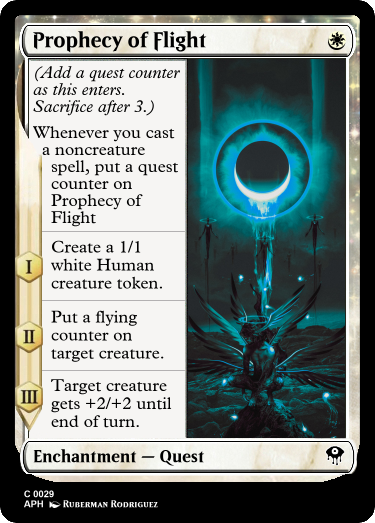 Prophecy of Flight
(Add a quest counter
as this enters.
Sacrifice after 3.)
Whenever you cast
a noncreature
spell, put a quest
counter on
Prophecy of
Flight
I
Create a 1/1
white Human
creature token.
II
Put a flying
counter on
target creature.
III
Target creature
gets +2/+2 until
end of turn.
Enchantment — Quest
C 0029
APH Ruberman Rodriguez